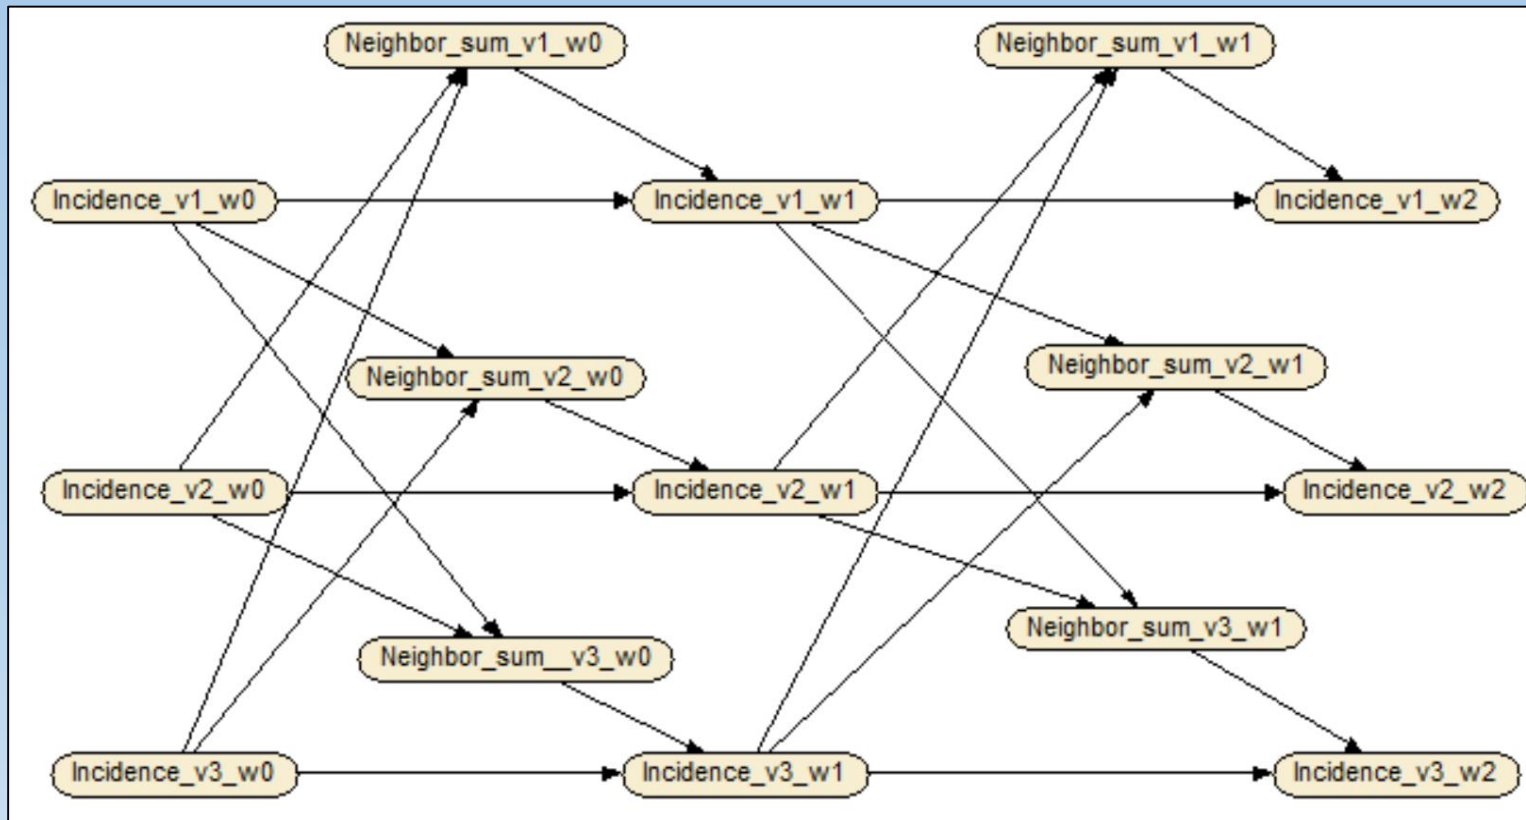 Neighbor_sum_v1_w0
Neighbor_sum_v1_w1
Incidence_v1_w0
Incidence_v1_w1
Incidence_v1_w2
Neighbor_sum_v2_w0
Neighbor_sum_v2_w1
Incidence_v2_w0
Incidence_v2_w1
Incidence_v2_w2
Neighbor_sum__v3_w0
Neighbor_sum_v3_w1
Incidence_v3_w0
Incidence_v3_w1
Incidence_v3_w2